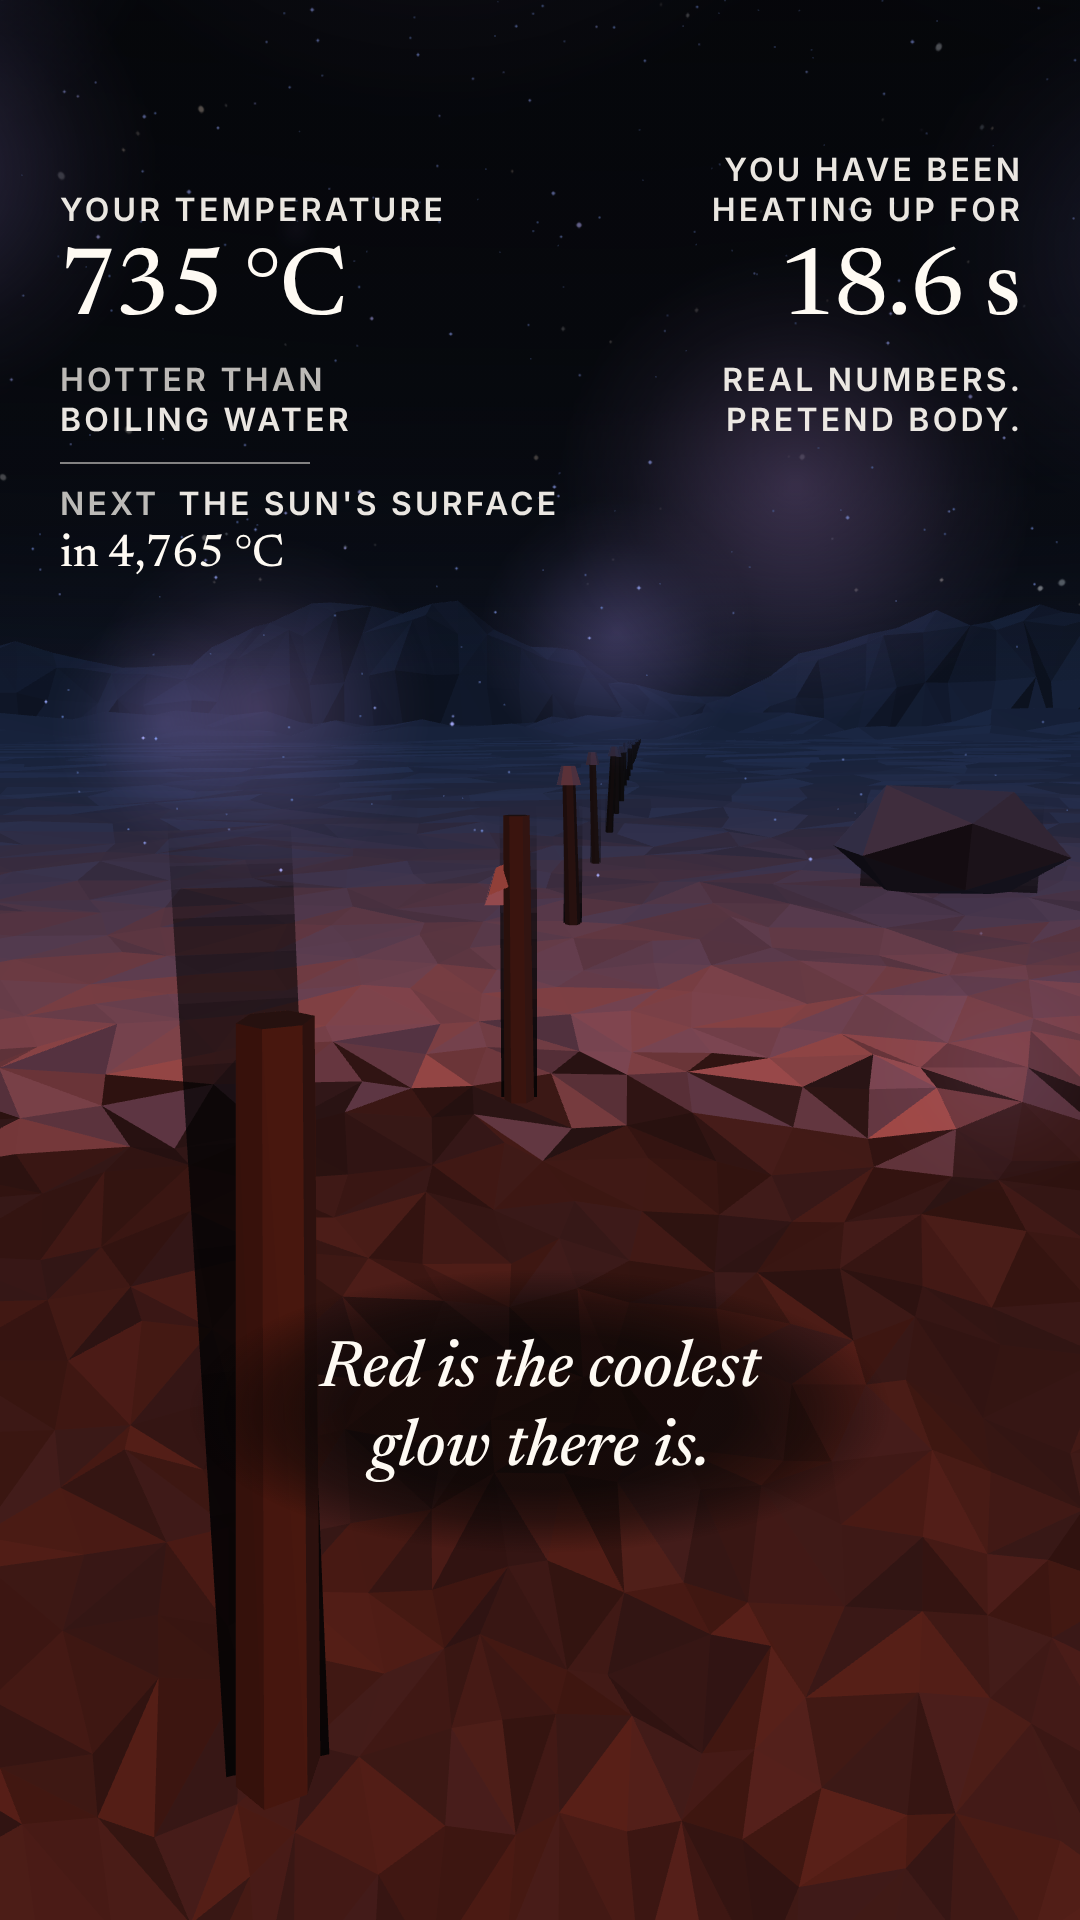 YOUR TEMPERATURE
735 °C
HOTTER THAN
BOILING WATER
NEXT THE SUN'S SURFACE
in 4,765 °C
YOU HAVE BEEN
HEATING UP FOR
18.6 s
REAL NUMBERS.
PRETEND BODY.
Red is the coolest
glow there is.